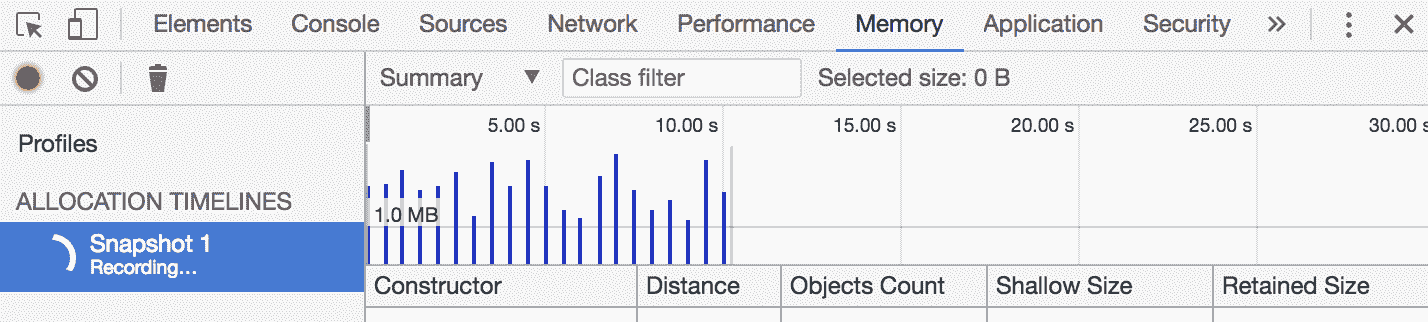 Elements Console Sources Network Performance Memory Application Security »
Summary ▼ Class filter Selected size: 0 B
Profiles
ALLOCATION TIMELINES
Snapshot 1
Recording...
5.00 s 10.00 s 15.00 s 20.00 s 25.00 s 30.00 s
1.0 MB
Constructor Distance Objects Count Shallow Size Retained Size